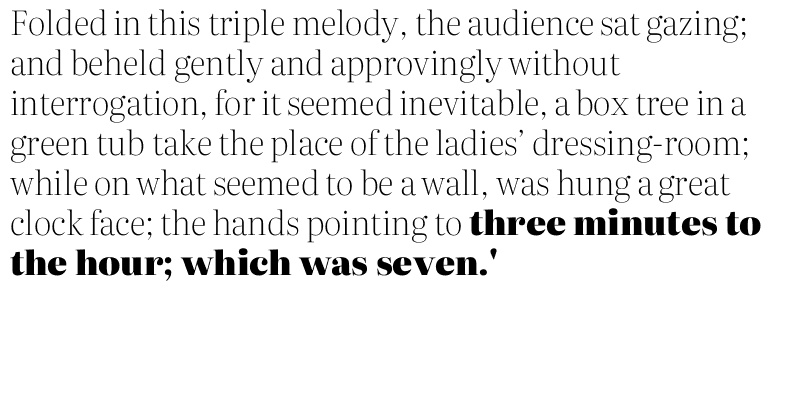 Folded in this triple melody, the audience sat gazing;
and beheld gently and approvingly without
interrogation, for it seemed inevitable, a box tree in a
green tub take the place of the ladies’ dressing-room;
while on what seemed to be a wall, was hung a great
clock face; the hands pointing to three minutes to
the hour; which was seven.'